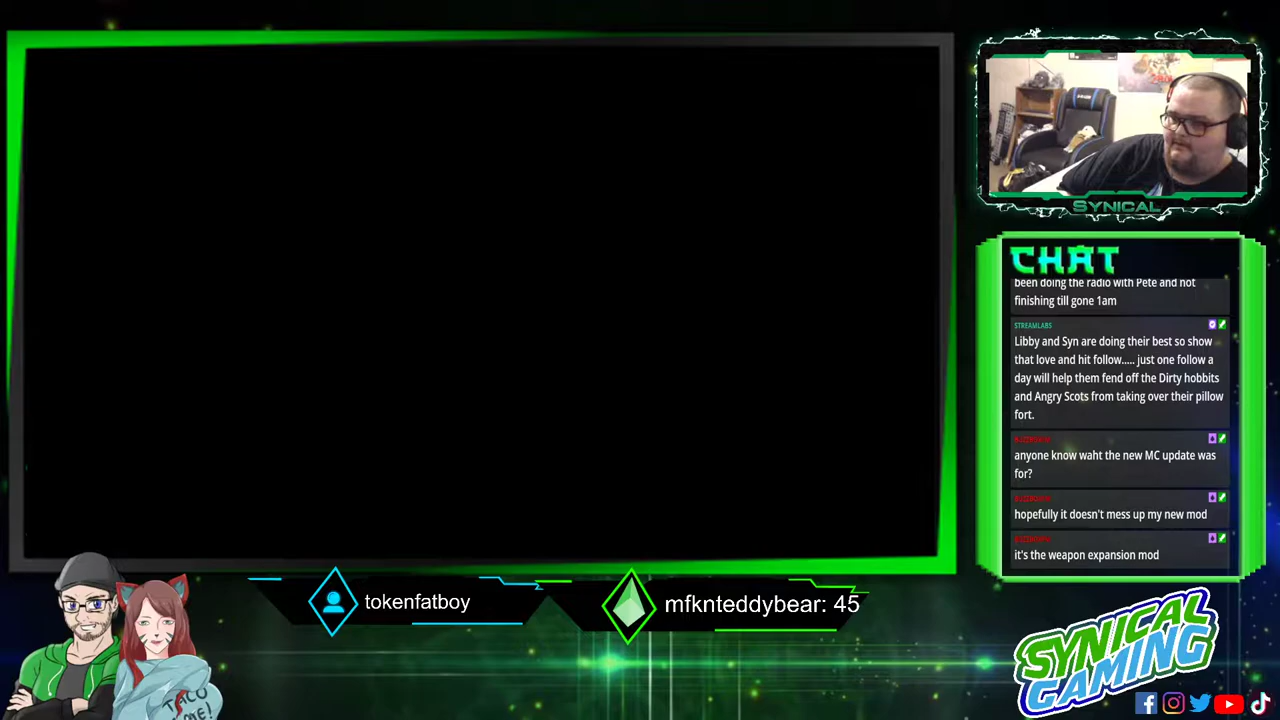 SYNICAL
CHAT
been doing the radio with Pete and not
finishing till gone 1am
STREAMLABS
Libby and Syn are doing their best so show
that love and hit follow..... just one follow a
day will help them fend off the Dirty hobbits
and Angry Scots from taking over their pillow
fort.
anyone know waht the new MC update was
for?
hopefully it doesn't mess up my new mod
it's the weapon expansion mod
tokenfatboy
mfknteddybear: 45
TACO
SYNICAL
GAMING